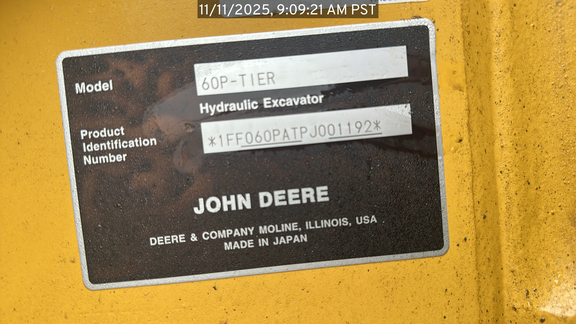 11/11/2025, 9:09:21 AM PST
Model
60P-TIER
Hydraulic Excavator
Product
Identification
Number
*1FF060PATPJ001192*
JOHN DEERE
DEERE & COMPANY MOLINE, ILLINOIS, USA
MADE IN JAPAN